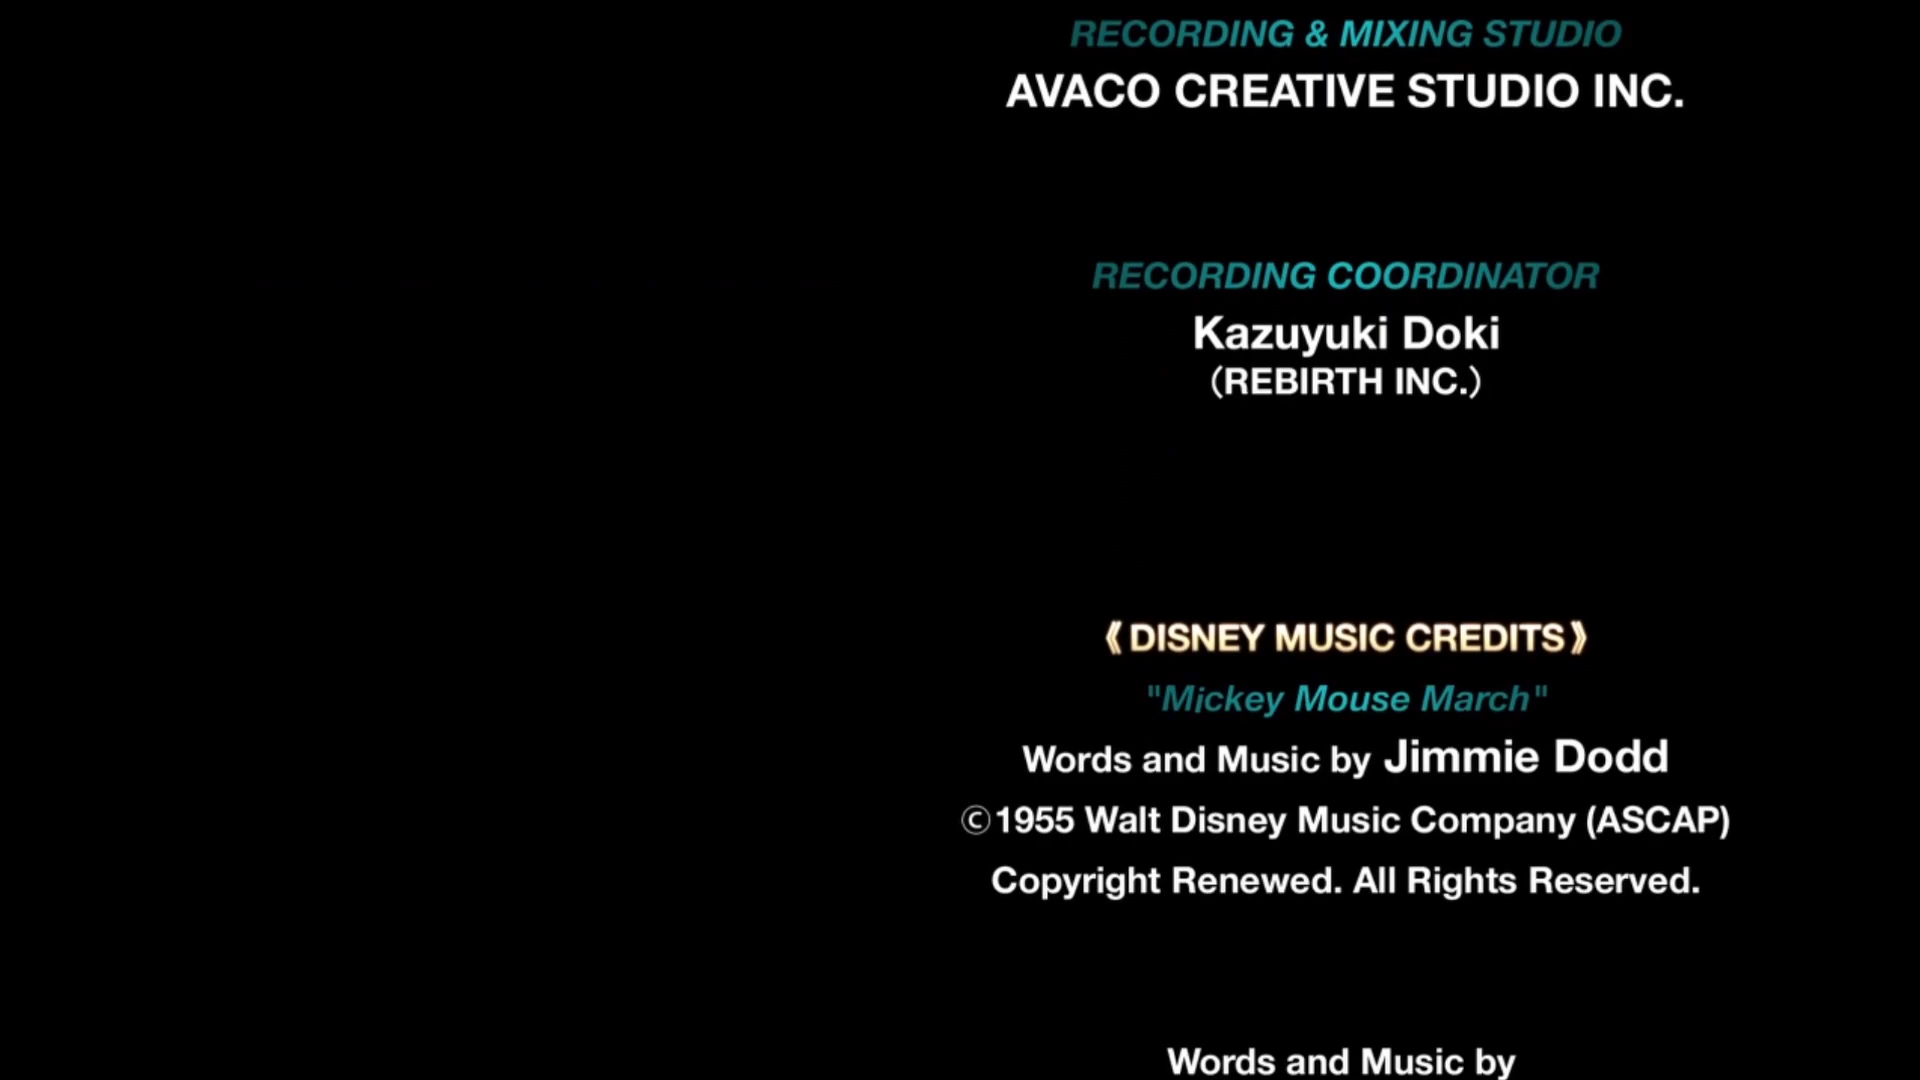 RECORDING & MIXING STUDIO
AVACO CREATIVE STUDIO INC.
RECORDING COORDINATOR
Kazuyuki Doki
(REBIRTH INC.)
《DISNEY MUSIC CREDITS》
"Mickey Mouse March"
Words and Music by Jimmie Dodd
©1955 Walt Disney Music Company (ASCAP)
Copyright Renewed. All Rights Reserved.
Words and Music by